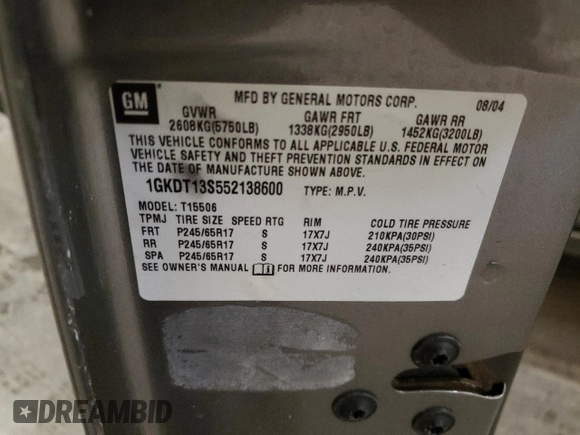 GM
MFD BY GENERAL MOTORS CORP. 08/04
GVWR GAWR FRT GAWR RR
2608KG(5750LB) 1338KG(2950LB) 1452KG(3200LB)
THIS VEHICLE CONFORMS TO ALL APPLICABLE U.S. FEDERAL MOTOR
VEHICLE SAFETY AND THEFT PREVENTION STANDARDS IN EFFECT ON
THE DATE OF MANUFACTURE SHOWN ABOVE.
1GKDT13S552138600 TYPE: M.P.V.
MODEL: T15506
TPMJ TIRE SIZE SPEED RTG RIM COLD TIRE PRESSURE
FRT P245/65R17 S 17X7J 210KPA(30PSI)
RR P245/65R17 S 17X7J 240KPA(35PSI)
SPA P245/65R17 S 17X7J 240KPA(35PSI)
SEE OWNER'S MANUAL FOR MORE INFORMATION.
DREAMBID